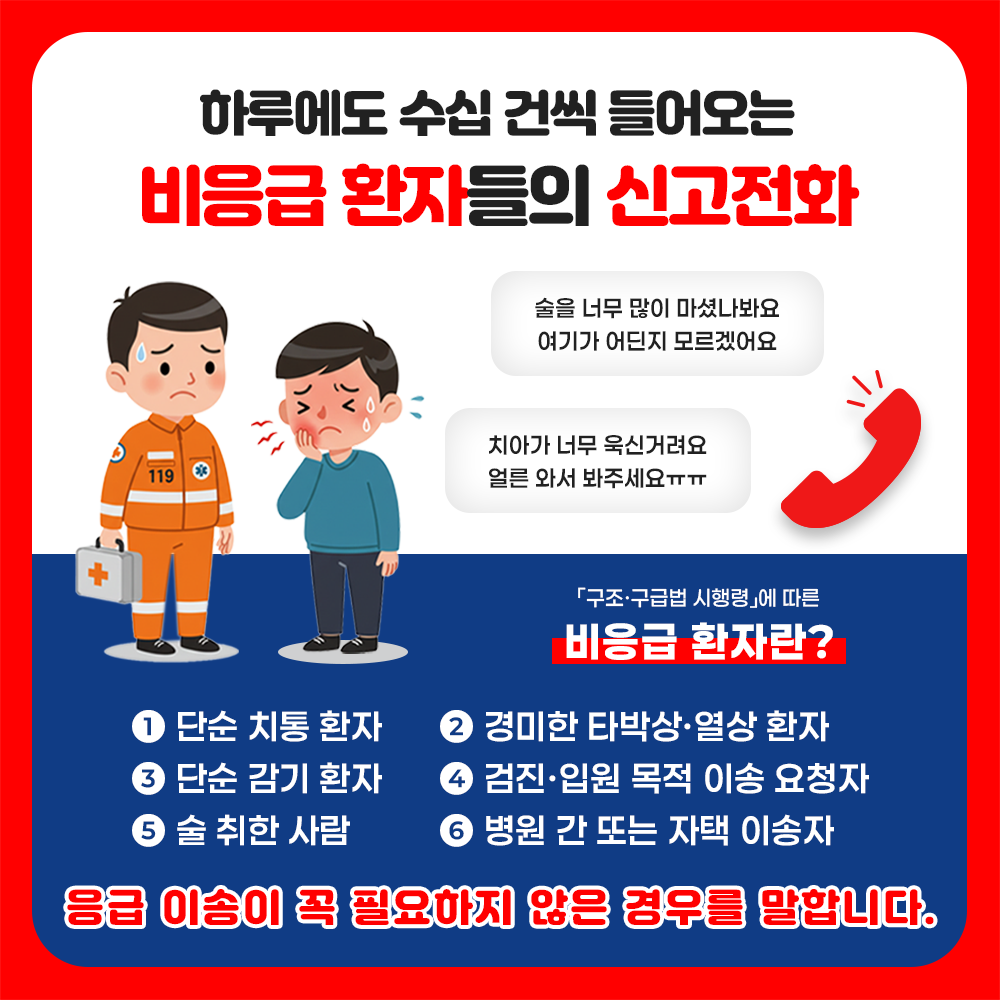 하루에도 수십 건씩 들어오는
비응급 환자들의 신고전화
술을 너무 많이 마셨나봐요
여기가 어딘지 모르겠어요
치아가 너무 욱신거려요
얼른 와서 봐주세요ㅠㅠ
119
「구조·구급법 시행령」에 따른
비응급 환자란?
1 단순 치통 환자
2 경미한 타박상·열상 환자
3 단순 감기 환자
4 검진·입원 목적 이송 요청자
5 술 취한 사람
6 병원 간 또는 자택 이송자
응급 이송이 꼭 필요하지 않은 경우를 말합니다.